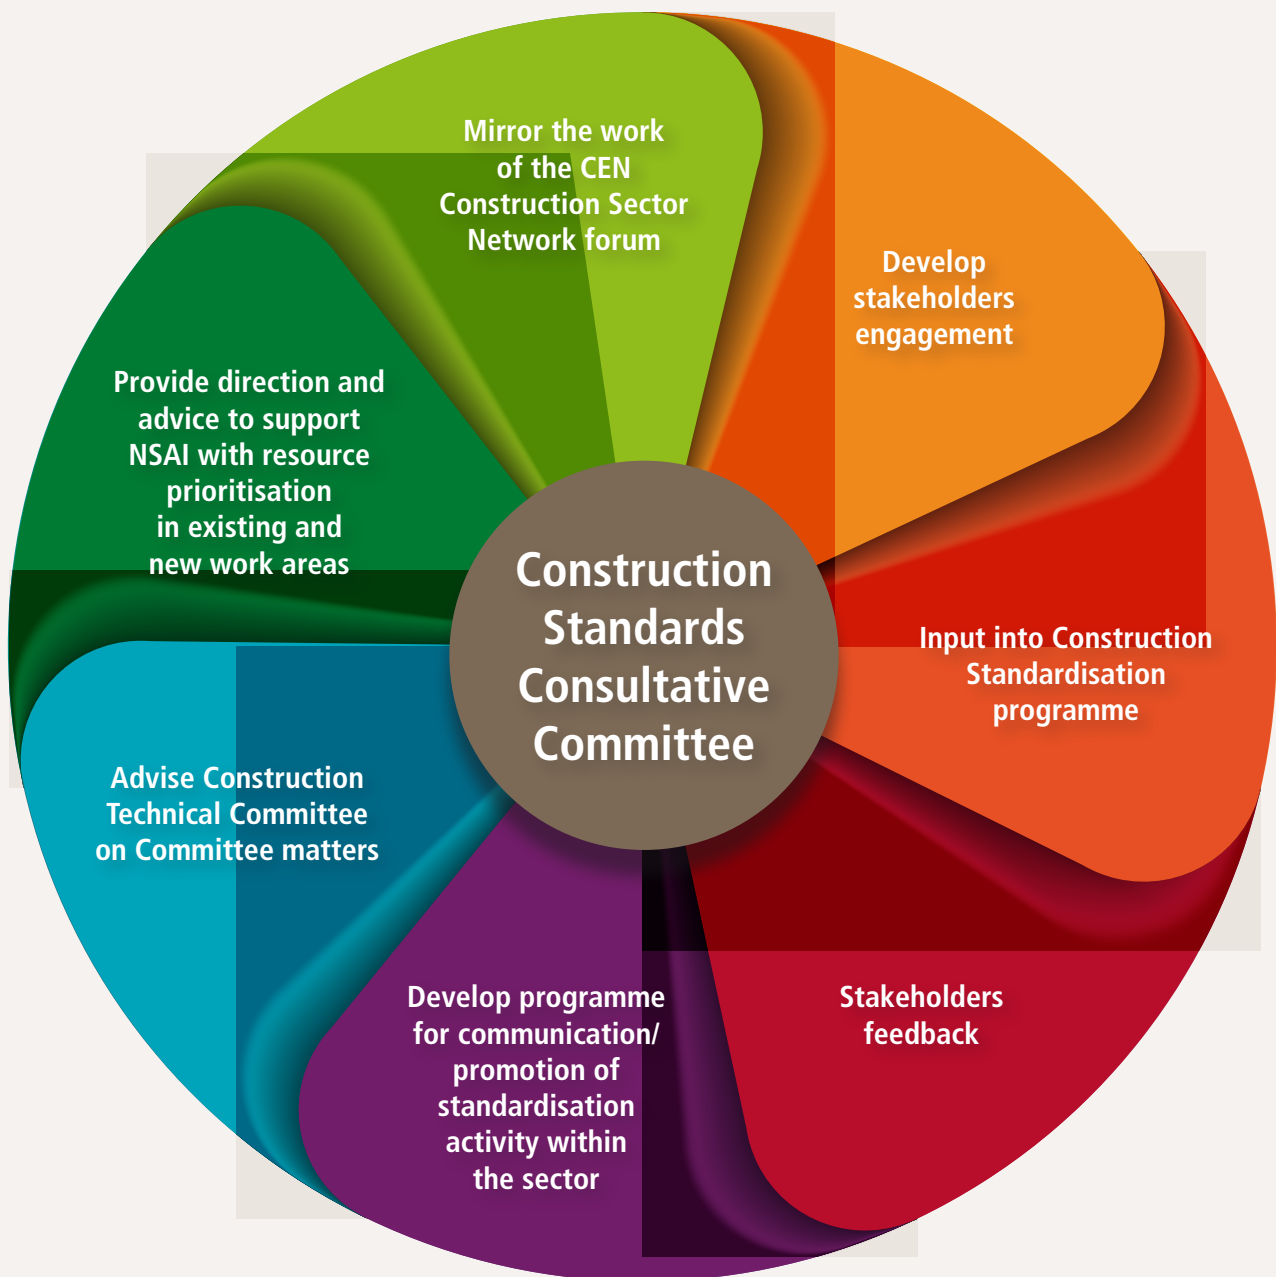 Mirror the work
of the CEN
Construction Sector
Network forum
Develop
stakeholders
engagement
Input into Construction
Standardisation
programme
Stakeholders
feedback
Develop programme
for communication/
promotion of
standardisation
activity within
the sector
Advise Construction
Technical Committee
on Committee matters
Provide direction and
advice to support
NSAI with resource
prioritisation
in existing and
new work areas
Construction
Standards
Consultative
Committee